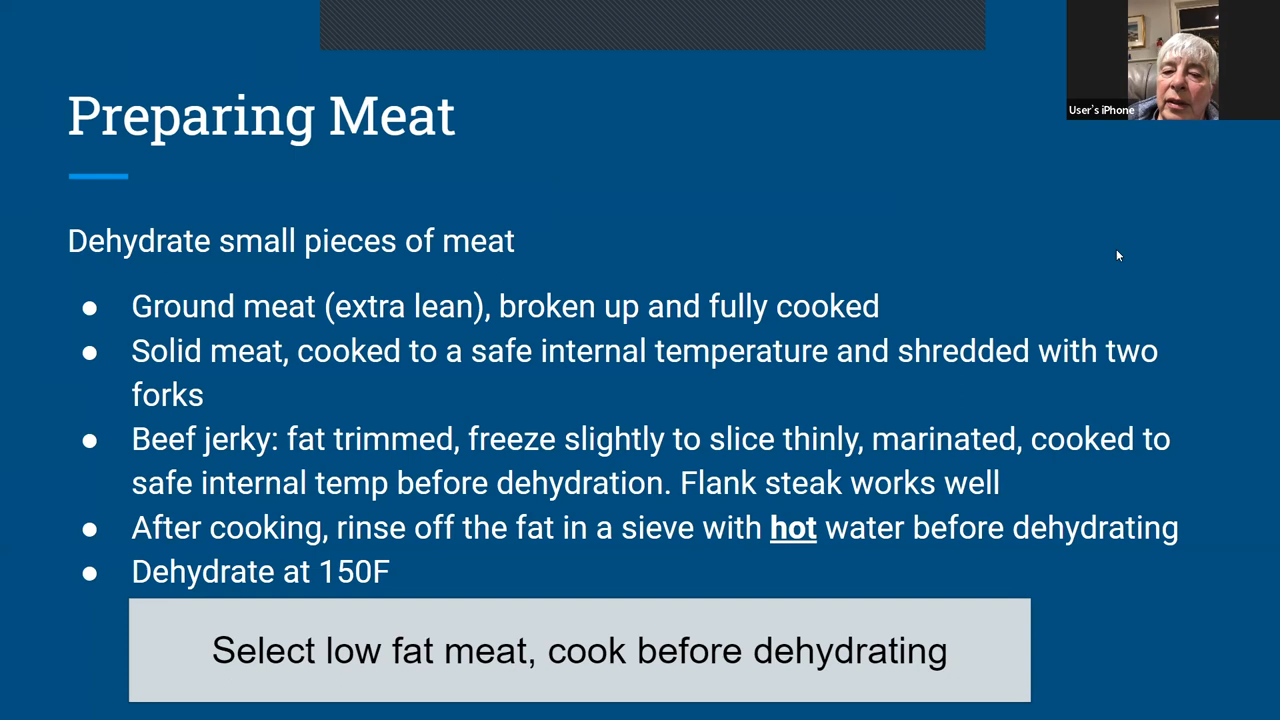 User's iPhone
Preparing Meat
Dehydrate small pieces of meat
● Ground meat (extra lean), broken up and fully cooked
● Solid meat, cooked to a safe internal temperature and shredded with two
forks
● Beef jerky: fat trimmed, freeze slightly to slice thinly, marinated, cooked to
safe internal temp before dehydration. Flank steak works well
● After cooking, rinse off the fat in a sieve with hot water before dehydrating
● Dehydrate at 150F
Select low fat meat, cook before dehydrating